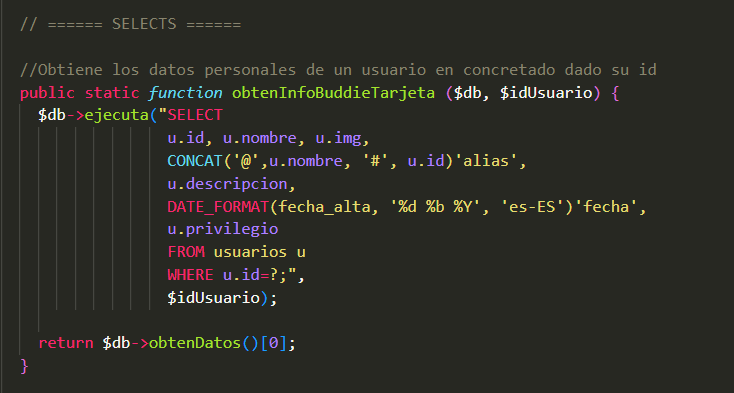 // ====== SELECTS ======
//Obtiene los datos personales de un usuario en concretado dado su id
public static function obtenInfoBuddieTarjeta ($db, $idUsuario) {
$db->ejecuta("SELECT
u.id, u.nombre, u.img,
CONCAT('@',u.nombre, '#', u.id)'alias',
u.descripcion,
DATE_FORMAT(fecha_alta, '%d %b %Y', 'es-ES')'fecha',
u.privilegio
FROM usuarios u
WHERE u.id=?;",
$idUsuario);
return $db->obtenDatos()[0];
}